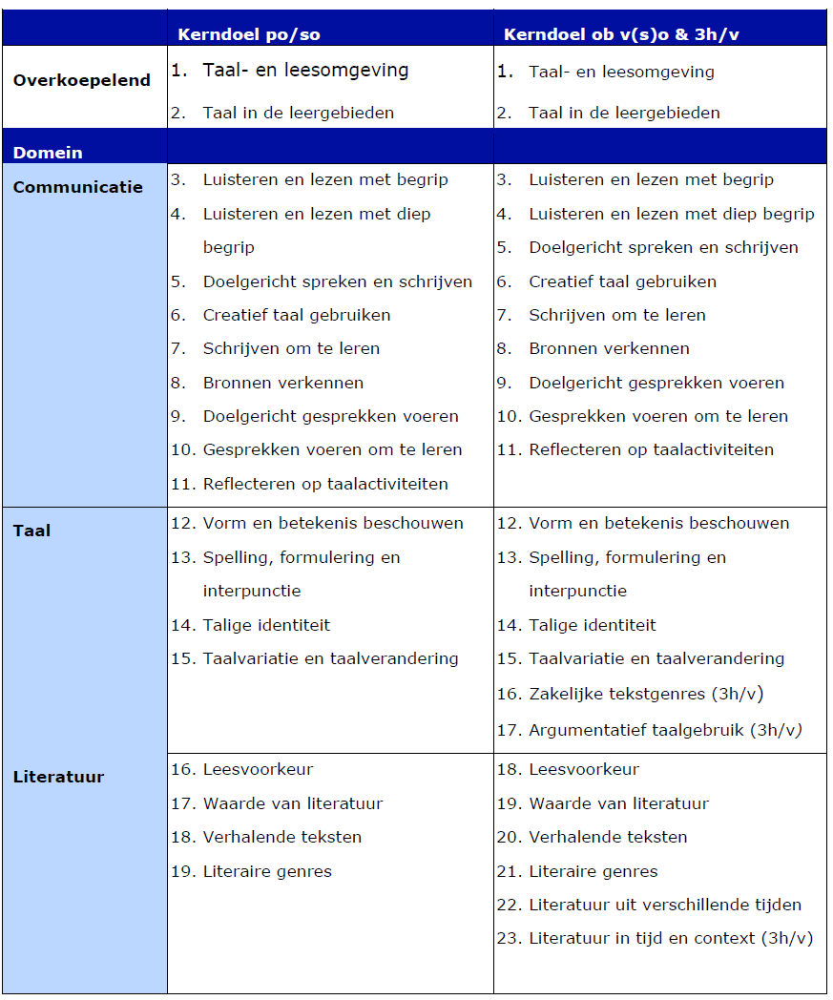 Kerndoel po/so Kerndoel ob v(s)o & 3h/v
Overkoepelend
1. Taal- en leesomgeving
2. Taal in de leergebieden
1. Taal- en leesomgeving
2. Taal in de leergebieden
Domein
Communicatie
3. Luisteren en lezen met begrip
4. Luisteren en lezen met diep
begrip
5. Doelgericht spreken en schrijven
6. Creatief taal gebruiken
7. Schrijven om te leren
8. Bronnen verkennen
9. Doelgericht gesprekken voeren
10. Gesprekken voeren om te leren
11. Reflecteren op taalactiviteiten
3. Luisteren en lezen met begrip
4. Luisteren en lezen met diep begrip
5. Doelgericht spreken en schrijven
6. Creatief taal gebruiken
7. Schrijven om te leren
8. Bronnen verkennen
9. Doelgericht gesprekken voeren
10. Gesprekken voeren om te leren
11. Reflecteren op taalactiviteiten
Taal
12. Vorm en betekenis beschouwen
13. Spelling, formulering en
interpunctie
14. Talige identiteit
15. Taalvariatie en taalverandering
12. Vorm en betekenis beschouwen
13. Spelling, formulering en
interpunctie
14. Talige identiteit
15. Taalvariatie en taalverandering
16. Zakelijke tekstgenres (3h/v)
17. Argumentatief taalgebruik (3h/v)
Literatuur
16. Leesvoorkeur
17. Waarde van literatuur
18. Verhalende teksten
19. Literaire genres
18. Leesvoorkeur
19. Waarde van literatuur
20. Verhalende teksten
21. Literaire genres
22. Literatuur uit verschillende tijden
23. Literatuur in tijd en context (3h/v)